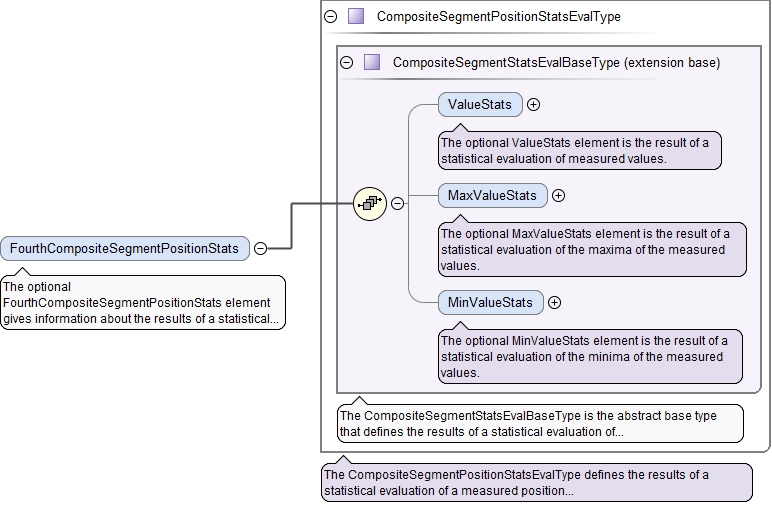 CompositeSegmentPositionStatsEvalType
CompositeSegmentStatsEvalBaseType (extension base)
ValueStats
The optional ValueStats element is the result of a
statistical evaluation of measured values.
MaxValueStats
The optional MaxValueStats element is the result of a
statistical evaluation of the maxima of the measured
values.
FourthCompositeSegmentPositionStats
The optional
FourthCompositeSegmentPositionStats element
gives information about the results of a statistical...
MinValueStats
The optional MinValueStats element is the result of a
statistical evaluation of the minima of the measured
values.
The CompositeSegmentStatsEvalBaseType is the abstract base type
that defines the results of a statistical evaluation of...
The CompositeSegmentPositionStatsEvalType defines the results of a
statistical evaluation of a measured position...